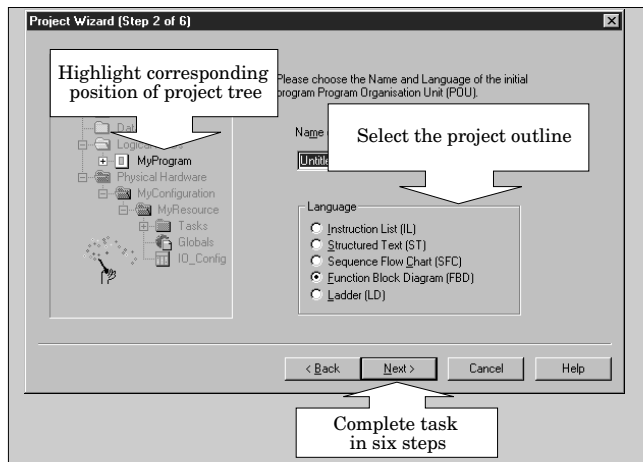 Project Wizard (Step 2 of 6)
Highlight corresponding
position of project tree
Please choose the Name and Language of the initial
program Program Organisation Unit (POU).
Select the project outline
MyProgram
Physical Hardware
MyConfiguration
MyResource
Tasks
Globals
IO_Config
Language
Instruction List (IL)
Structured Text (ST)
Sequence Flow Chart (SFC)
Function Block Diagram (FBD)
Ladder (LD)
< Back
Next >
Cancel
Help
Complete task
in six steps